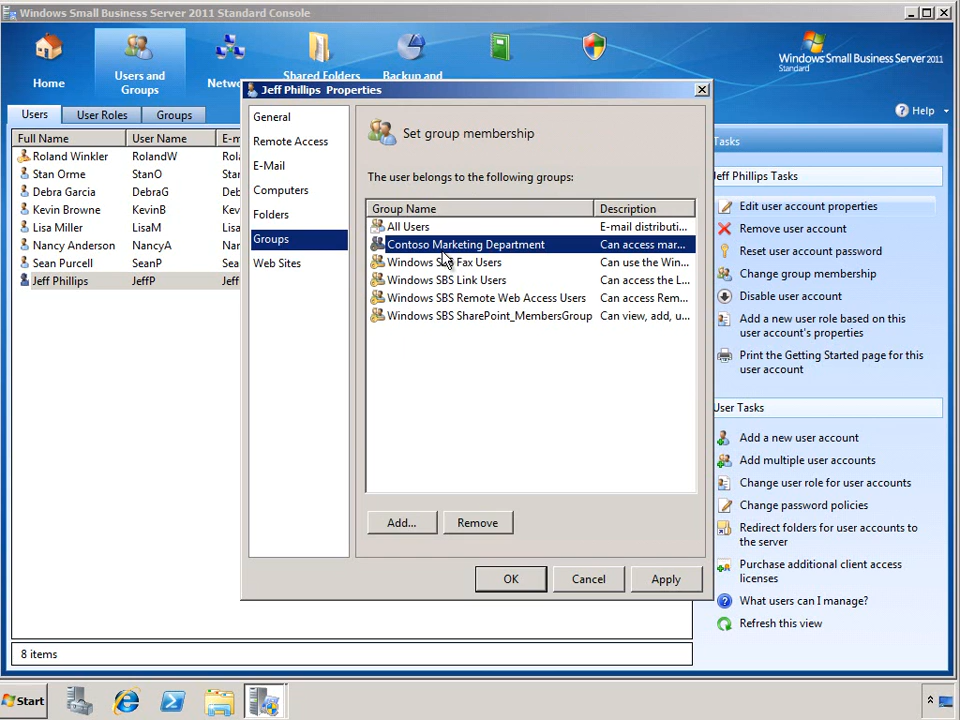 Windows Small Business Server 2011 Standard Console
Home
Users and
Groups
Shared Folders
Backup and
Windows Small Business Server 2011
Standard
Users
User Roles
Groups
Help
Full Name
User Name
Roland Winkler
RolandW
Stan Orme
StanO
Debra Garcia
DebraG
Kevin Browne
KevinB
Lisa Miller
LisaM
Nancy Anderson
NancyA
Sean Purcell
SeanP
Jeff Phillips
JeffP
8 items
Jeff Phillips Properties
General
Remote Access
E-Mail
Computers
Folders
Groups
Web Sites
Set group membership
The user belongs to the following groups:
Group Name
Description
All Users
E-mail distributi...
Contoso Marketing Department
Can access mar...
Windows SBS Fax Users
Can use the Win...
Windows SBS Link Users
Can access the L...
Windows SBS Remote Web Access Users
Can access Rem...
Windows SBS SharePoint_MembersGroup
Can view, add, u...
Add...
Remove
OK
Cancel
Apply
Tasks
Jeff Phillips Tasks
Edit user account properties
Remove user account
Reset user account password
Change group membership
Disable user account
Add a new user role based on this
user account's properties
Print the Getting Started page for this
user account
User Tasks
Add a new user account
Add multiple user accounts
Change user role for user accounts
Change password policies
Redirect folders for user accounts to
the server
Purchase additional client access
licenses
What users can I manage?
Refresh this view
Start